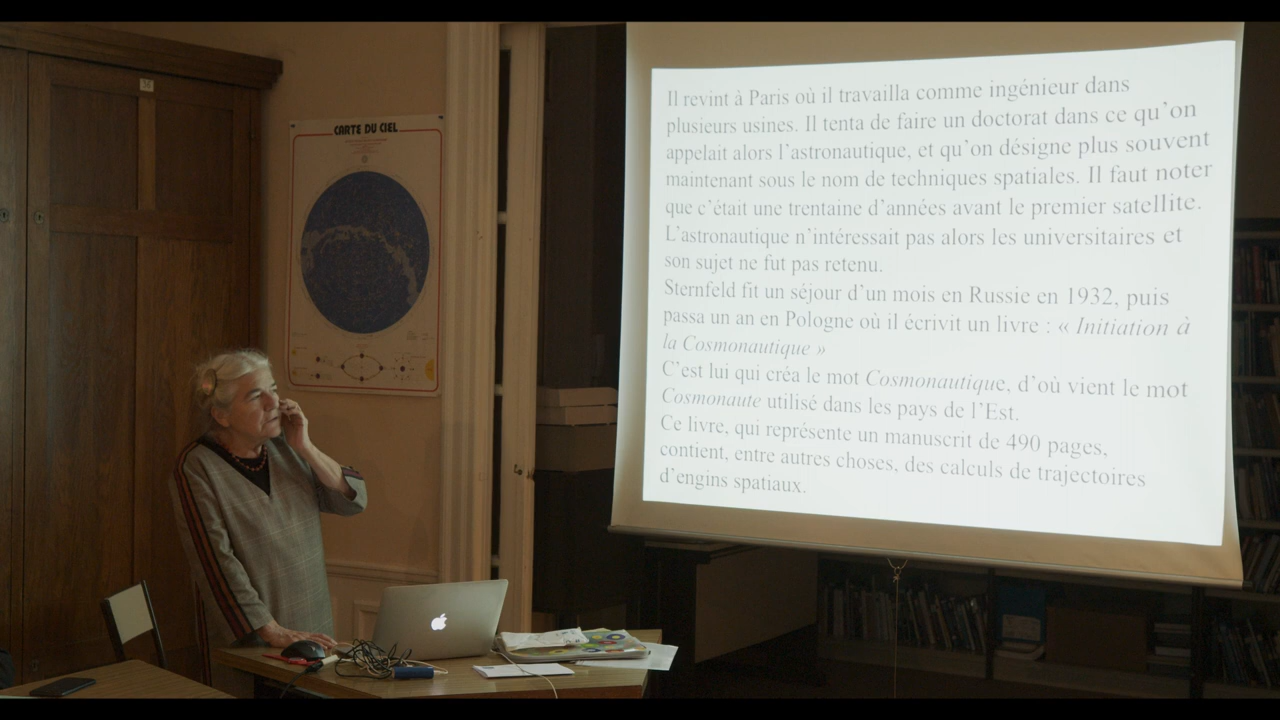 CARTE DU CIEL
Il revint à Paris où il travailla comme ingénieur dans
plusieurs usines. Il tenta de faire un doctorat dans ce qu’on
appelait alors l’astronautique, et qu’on désigne plus souvent
maintenant sous le nom de techniques spatiales. Il faut noter
que c’était une trentaine d’années avant le premier satellite.
L’astronautique n’intéressait pas alors les universitaires et
son sujet ne fut pas retenu.
Sternfeld fit un séjour d’un mois en Russie en 1932, puis
passa un an en Pologne où il écrivit un livre : « Initiation à
la Cosmonautique »
C’est lui qui créa le mot Cosmonautique, d’où vient le mot
Cosmonaute utilisé dans les pays de l’Est.
Ce livre, qui représente un manuscrit de 490 pages,
contient, entre autres choses, des calculs de trajectoires
d’engins spatiaux.